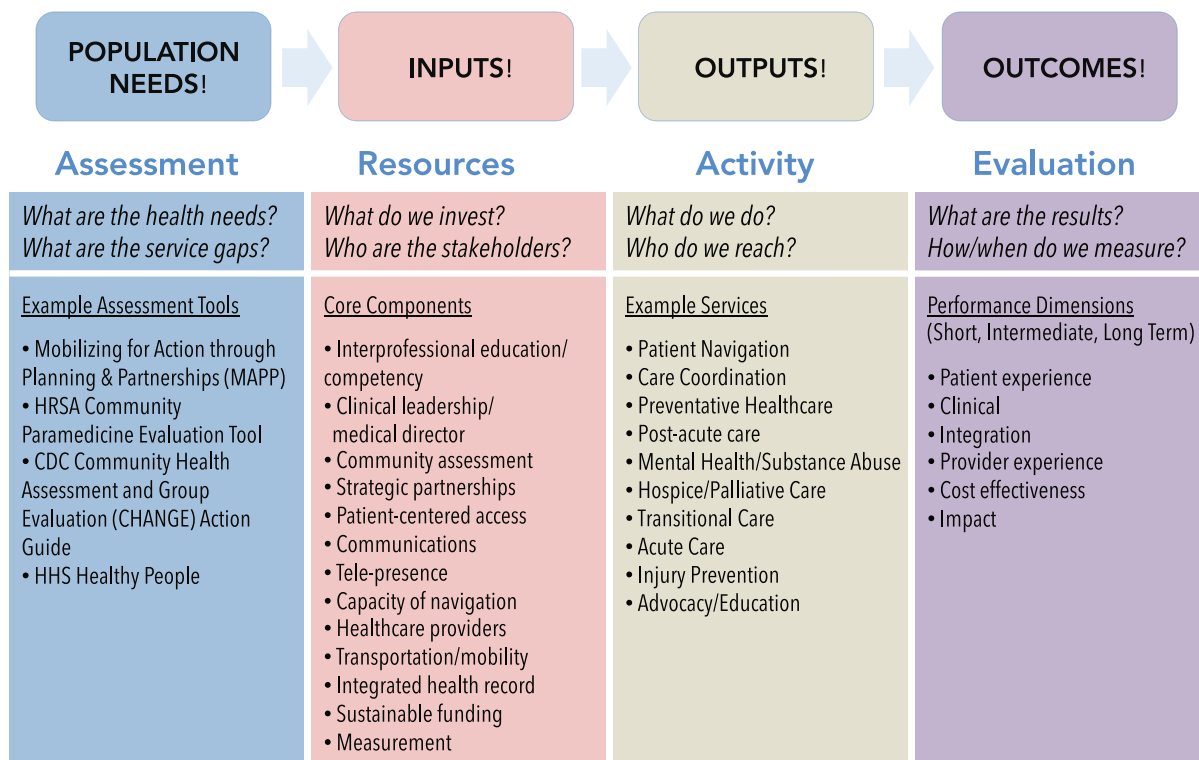 POPULATION
NEEDS!
INPUTS!
OUTPUTS!
OUTCOMES!
Assessment
Resources
Activity
Evaluation
What are the health needs?
What are the service gaps?
What do we invest?
Who are the stakeholders?
What do we do?
Who do we reach?
What are the results?
How/when do we measure?
Example Assessment Tools
• Mobilizing for Action through
Planning & Partnerships (MAPP)
• HRSA Community
Paramedicine Evaluation Tool
• CDC Community Health
Assessment and Group
Evaluation (CHANGE) Action
Guide
• HHS Healthy People
Core Components
• Interprofessional education/
competency
• Clinical leadership/
medical director
• Community assessment
• Strategic partnerships
• Patient-centered access
• Communications
• Tele-presence
• Capacity of navigation
• Healthcare providers
• Transportation/mobility
• Integrated health record
• Sustainable funding
• Measurement
Example Services
• Patient Navigation
• Care Coordination
• Preventative Healthcare
• Post-acute care
• Mental Health/Substance Abuse
• Hospice/Palliative Care
• Transitional Care
• Acute Care
• Injury Prevention
• Advocacy/Education
Performance Dimensions
(Short, Intermediate, Long Term)
• Patient experience
• Clinical
• Integration
• Provider experience
• Cost effectiveness
• Impact